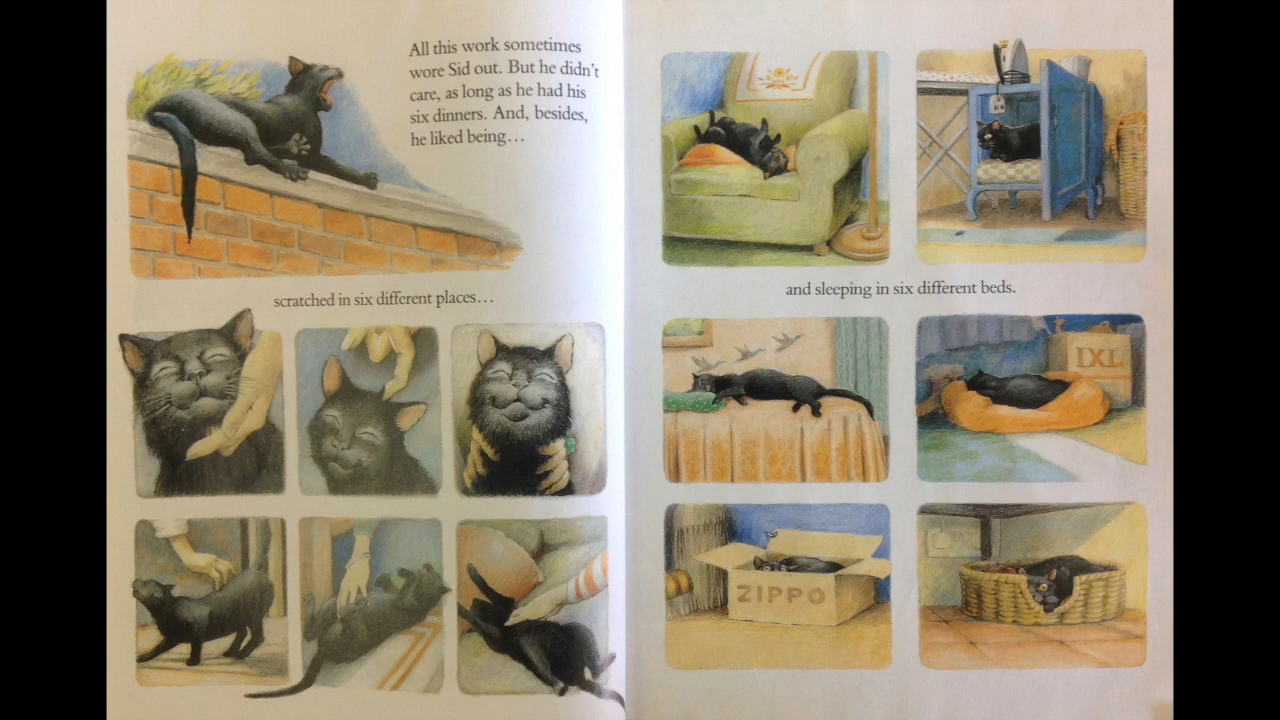 All this work sometimes
wore Sid out. But he didn't
care, as long as he had his
six dinners. And, besides,
he liked being…
scratched in six different places…
and sleeping in six different beds.
IXL
ZIPPO